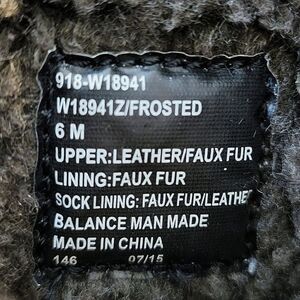 918-W18941
W18941Z/FROSTED
6 M
UPPER:LEATHER/FAUX FUR
LINING:FAUX FUR
SOCK LINING: FAUX FUR/LEATHER
BALANCE MAN MADE
MADE IN CHINA
146 07/15